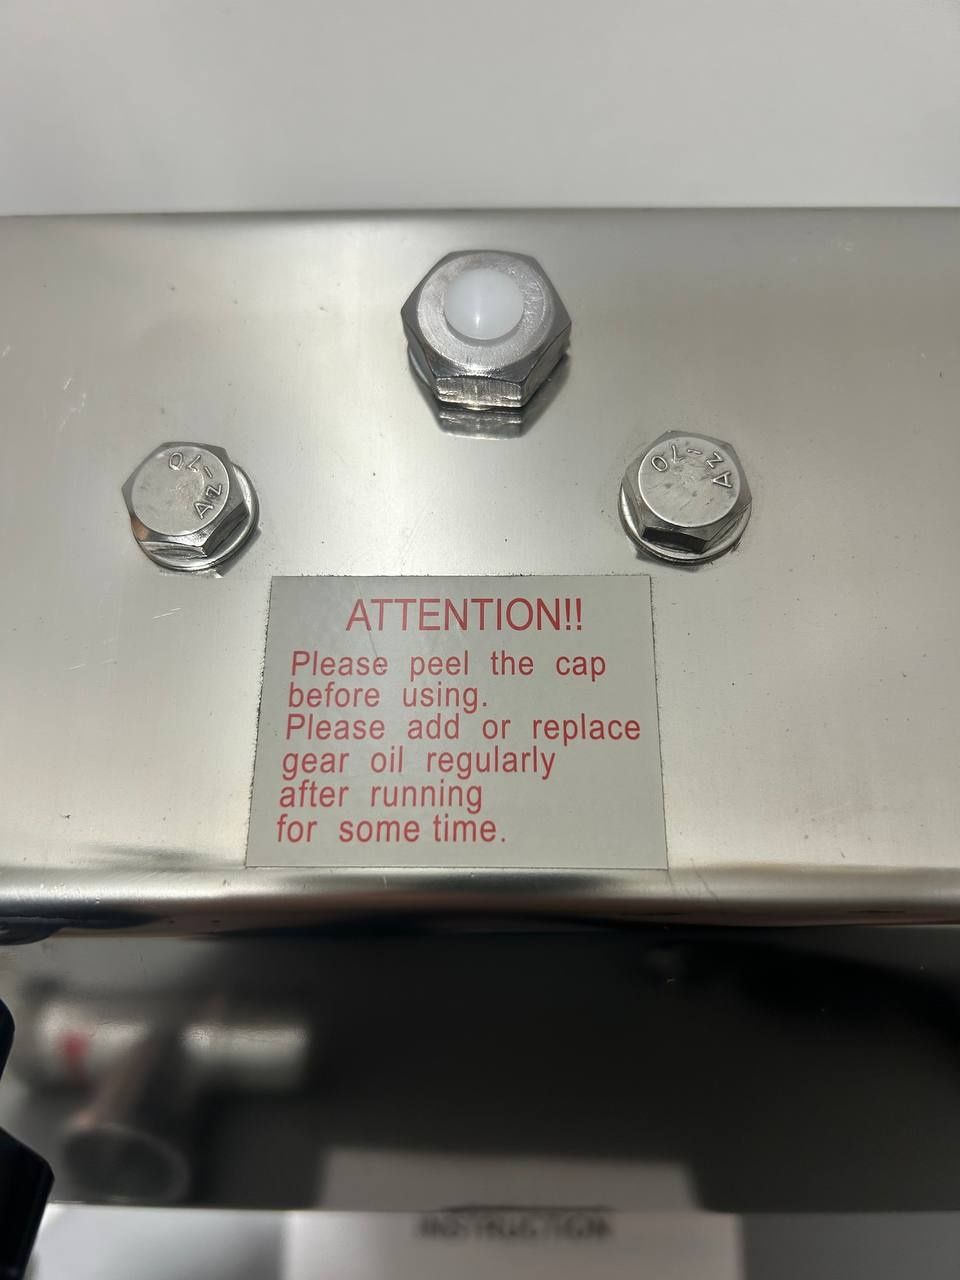 A2-70
A2-70
ATTENTION!!
Please peel the cap
before using.
Please add or replace
gear oil regularly
after running
for some time.
INSTRUCTION